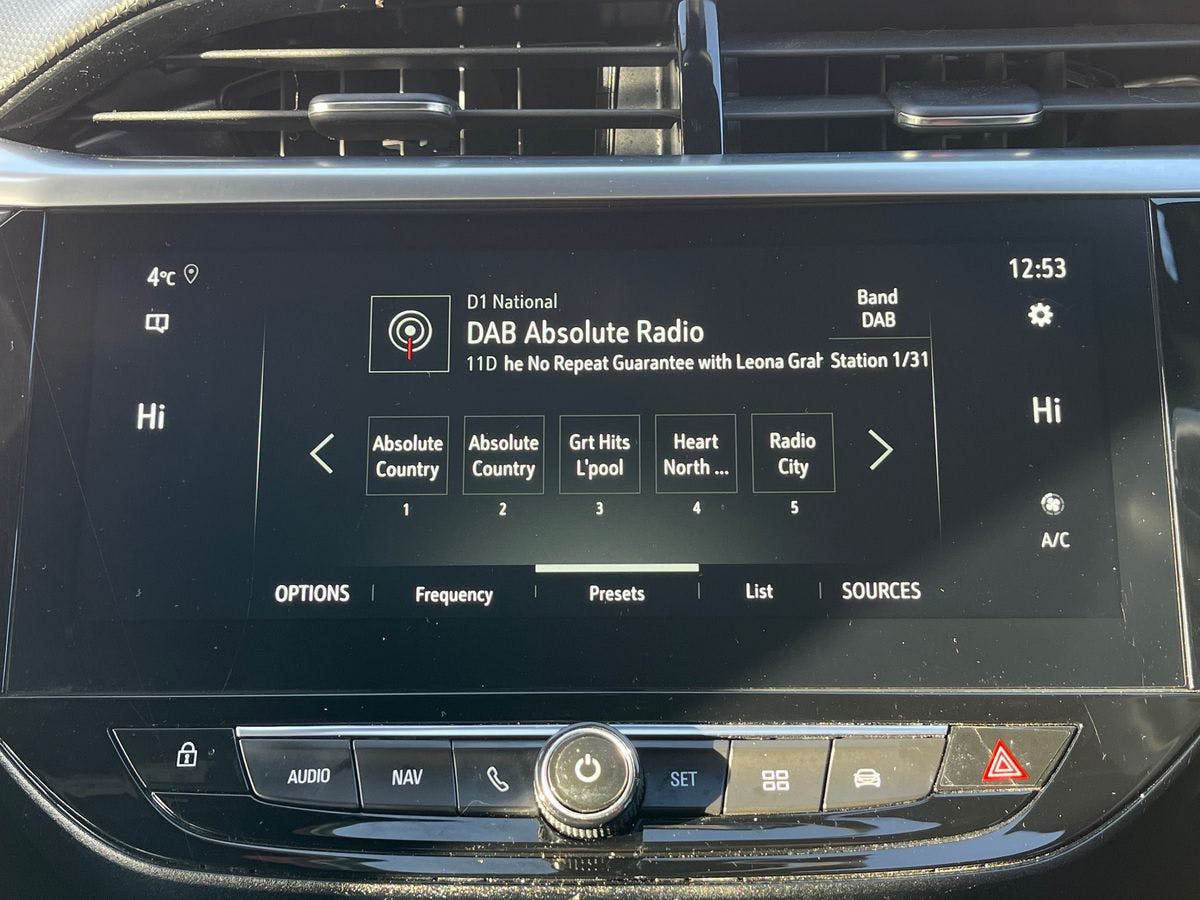 4°C
12:53
D1 National
DAB Absolute Radio
11D he No Repeat Guarantee with Leona Grah
Band
DAB
Station 1/31
Hi
Hi
Absolute
Country
1
Absolute
Country
2
Grt Hits
L'pool
3
Heart
North ...
4
Radio
City
5
A/C
OPTIONS
Frequency
Presets
List
SOURCES
AUDIO
NAV
SET